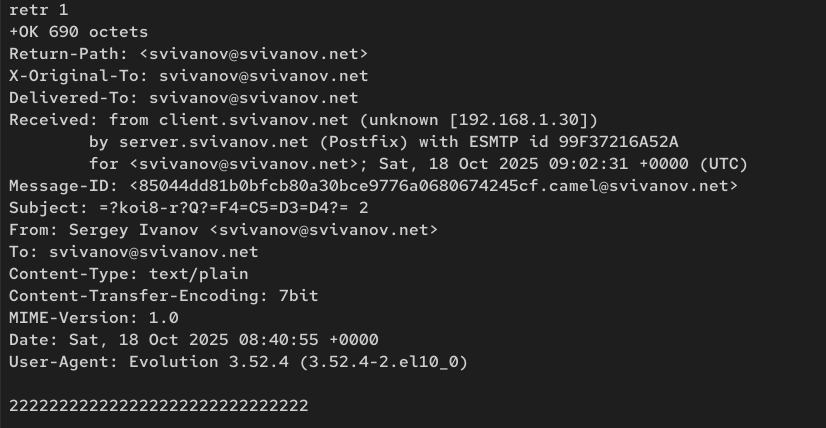 retr 1
+OK 690 octets
Return-Path: <svivanov@svivanov.net>
X-Original-To: svivanov@svivanov.net
Delivered-To: svivanov@svivanov.net
Received: from client.svivanov.net (unknown [192.168.1.30])
        by server.svivanov.net (Postfix) with ESMTP id 99F37216A52A
        for <svivanov@svivanov.net>; Sat, 18 Oct 2025 09:02:31 +0000 (UTC)
Message-ID: <85044dd81b0bfcb80a30bce9776a0680674245cf.camel@svivanov.net>
Subject: =?koi8-r?Q?=F4=C5=D3=D4?= 2
From: Sergey Ivanov <svivanov@svivanov.net>
To: svivanov@svivanov.net
Content-Type: text/plain
Content-Transfer-Encoding: 7bit
MIME-Version: 1.0
Date: Sat, 18 Oct 2025 08:40:55 +0000
User-Agent: Evolution 3.52.4 (3.52.4-2.el10_0)

222222222222222222222222222222